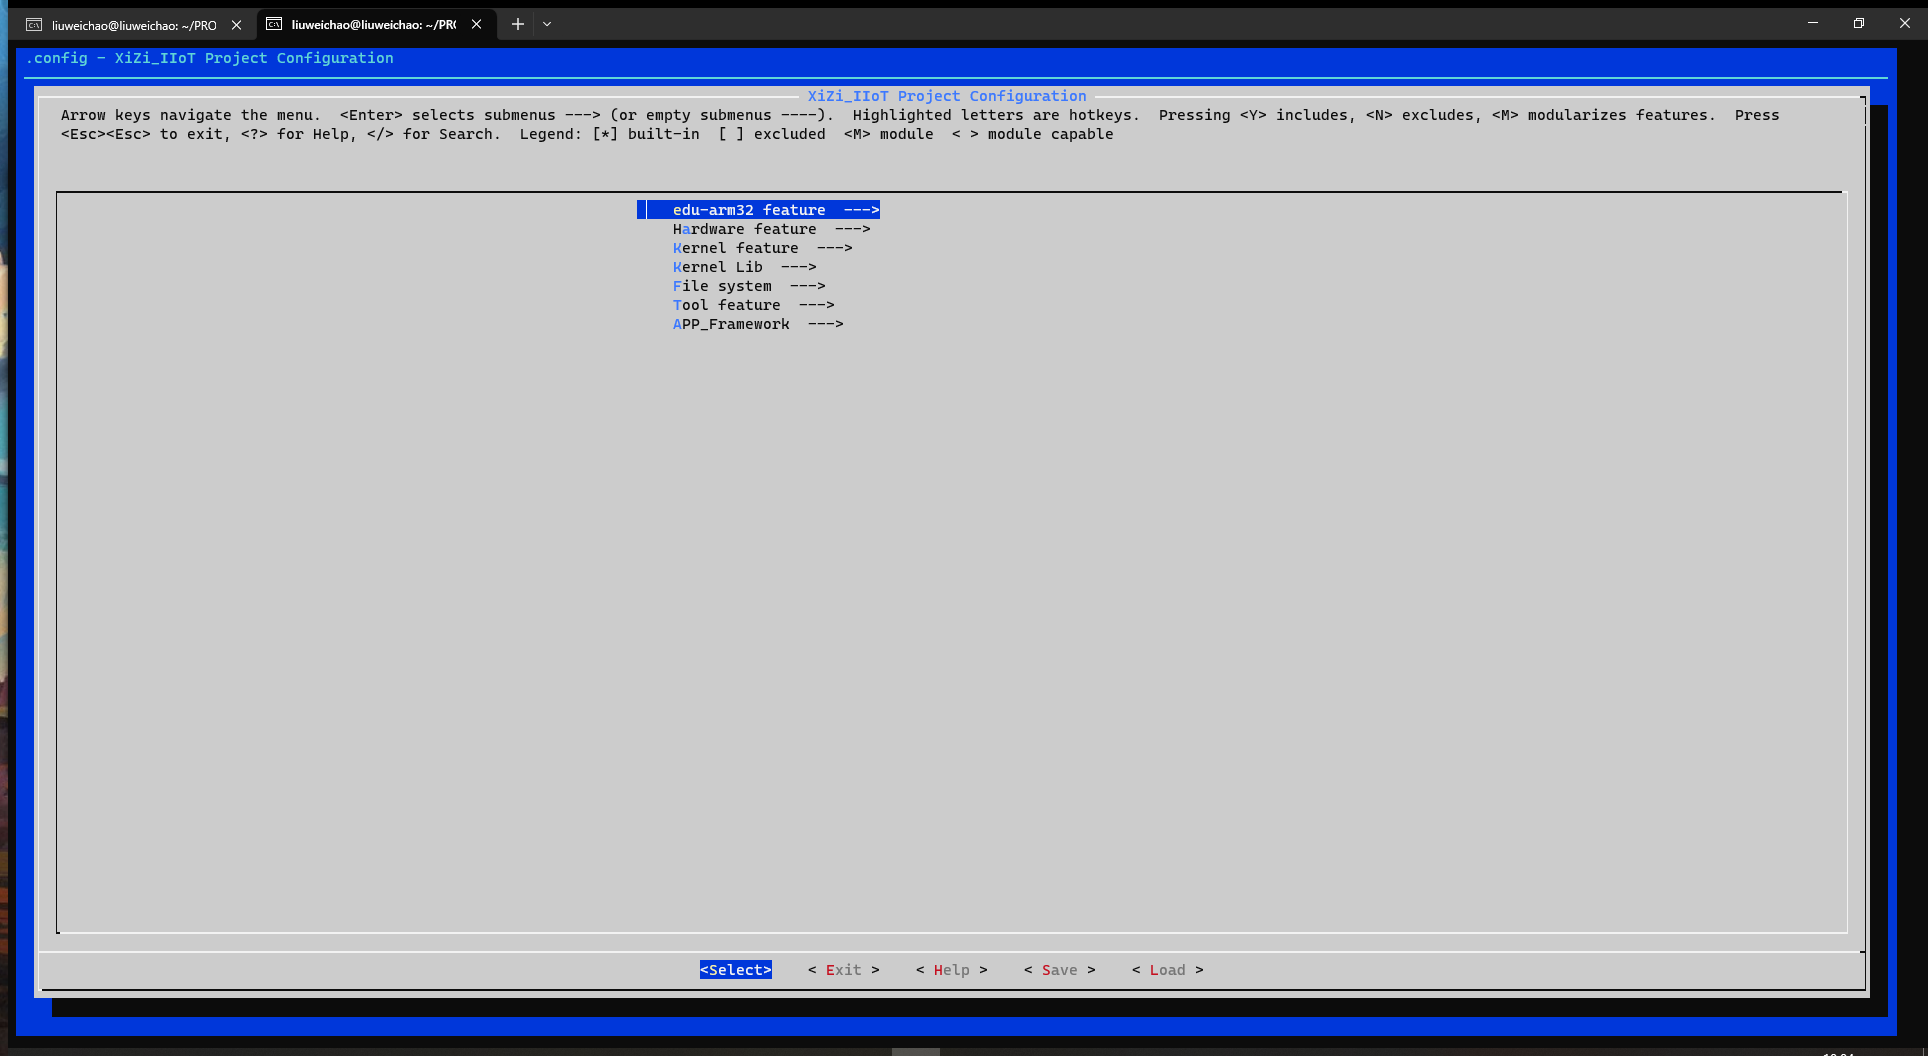 liuweichao@liuweichao: ~/PRO
liuweichao@liuweichao: ~/PR
.config - XiZi_IIoT Project Configuration
XiZi_IIoT Project Configuration
Arrow keys navigate the menu.  <Enter> selects submenus ---> (or empty submenus ----).  Highlighted letters are hotkeys.  Pressing <Y> includes, <N> excludes, <M> modularizes features.  Press
<Esc><Esc> to exit, <?> for Help, </> for Search.  Legend: [*] built-in  [ ] excluded  <M> module  < > module capable
edu-arm32 feature  --->
Hardware feature  --->
Kernel feature  --->
Kernel Lib  --->
File system  --->
Tool feature  --->
APP_Framework  --->
<Select>    < Exit >    < Help >    < Save >    < Load >